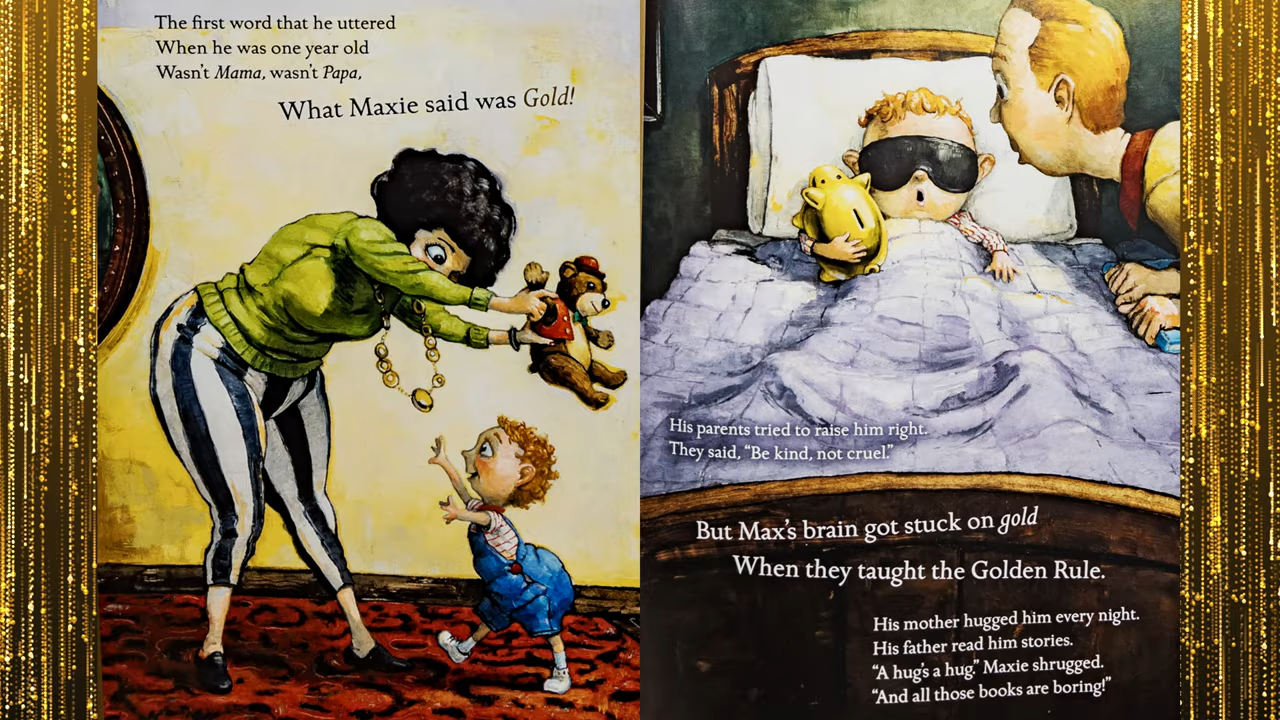 The first word that he uttered
When he was one year old
Wasn't Mama, wasn't Papa,
What Maxie said was Gold!
His parents tried to raise him right.
They said, “Be kind, not cruel.”
But Max's brain got stuck on gold
When they taught the Golden Rule.
His mother hugged him every night.
His father read him stories.
“A hug's a hug.” Maxie shrugged.
“And all those books are boring!”